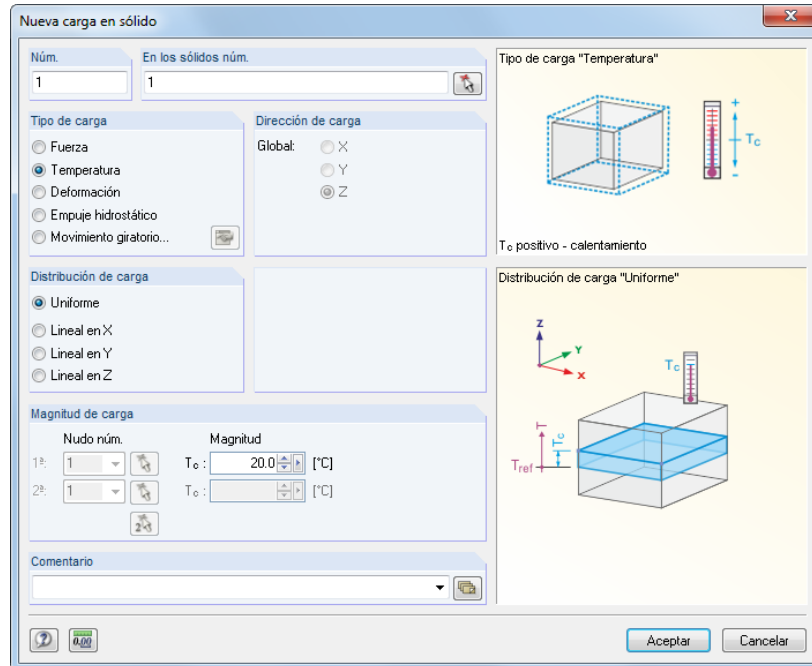 Nueva carga en sólido
Núm.
1
En los sólidos núm.
1
Tipo de carga
Fuerza
Temperatura
Deformación
Empuje hidrostático
Movimiento giratorio...
Dirección de carga
Global:
X
Y
Z
Distribución de carga
Uniforme
Lineal en X
Lineal en Y
Lineal en Z
Magnitud de carga
Nudo núm. Magnitud
1ª: 1 Tc : 20.0 [°C]
2ª: 1 Tc : [°C]
Comentario
Tipo de carga "Temperatura"
+
Tc
-
Tc positivo - calentamiento
Distribución de carga "Uniforme"
Z
Y
X
Tc
T
Tc
Tref
0.00
Aceptar Cancelar